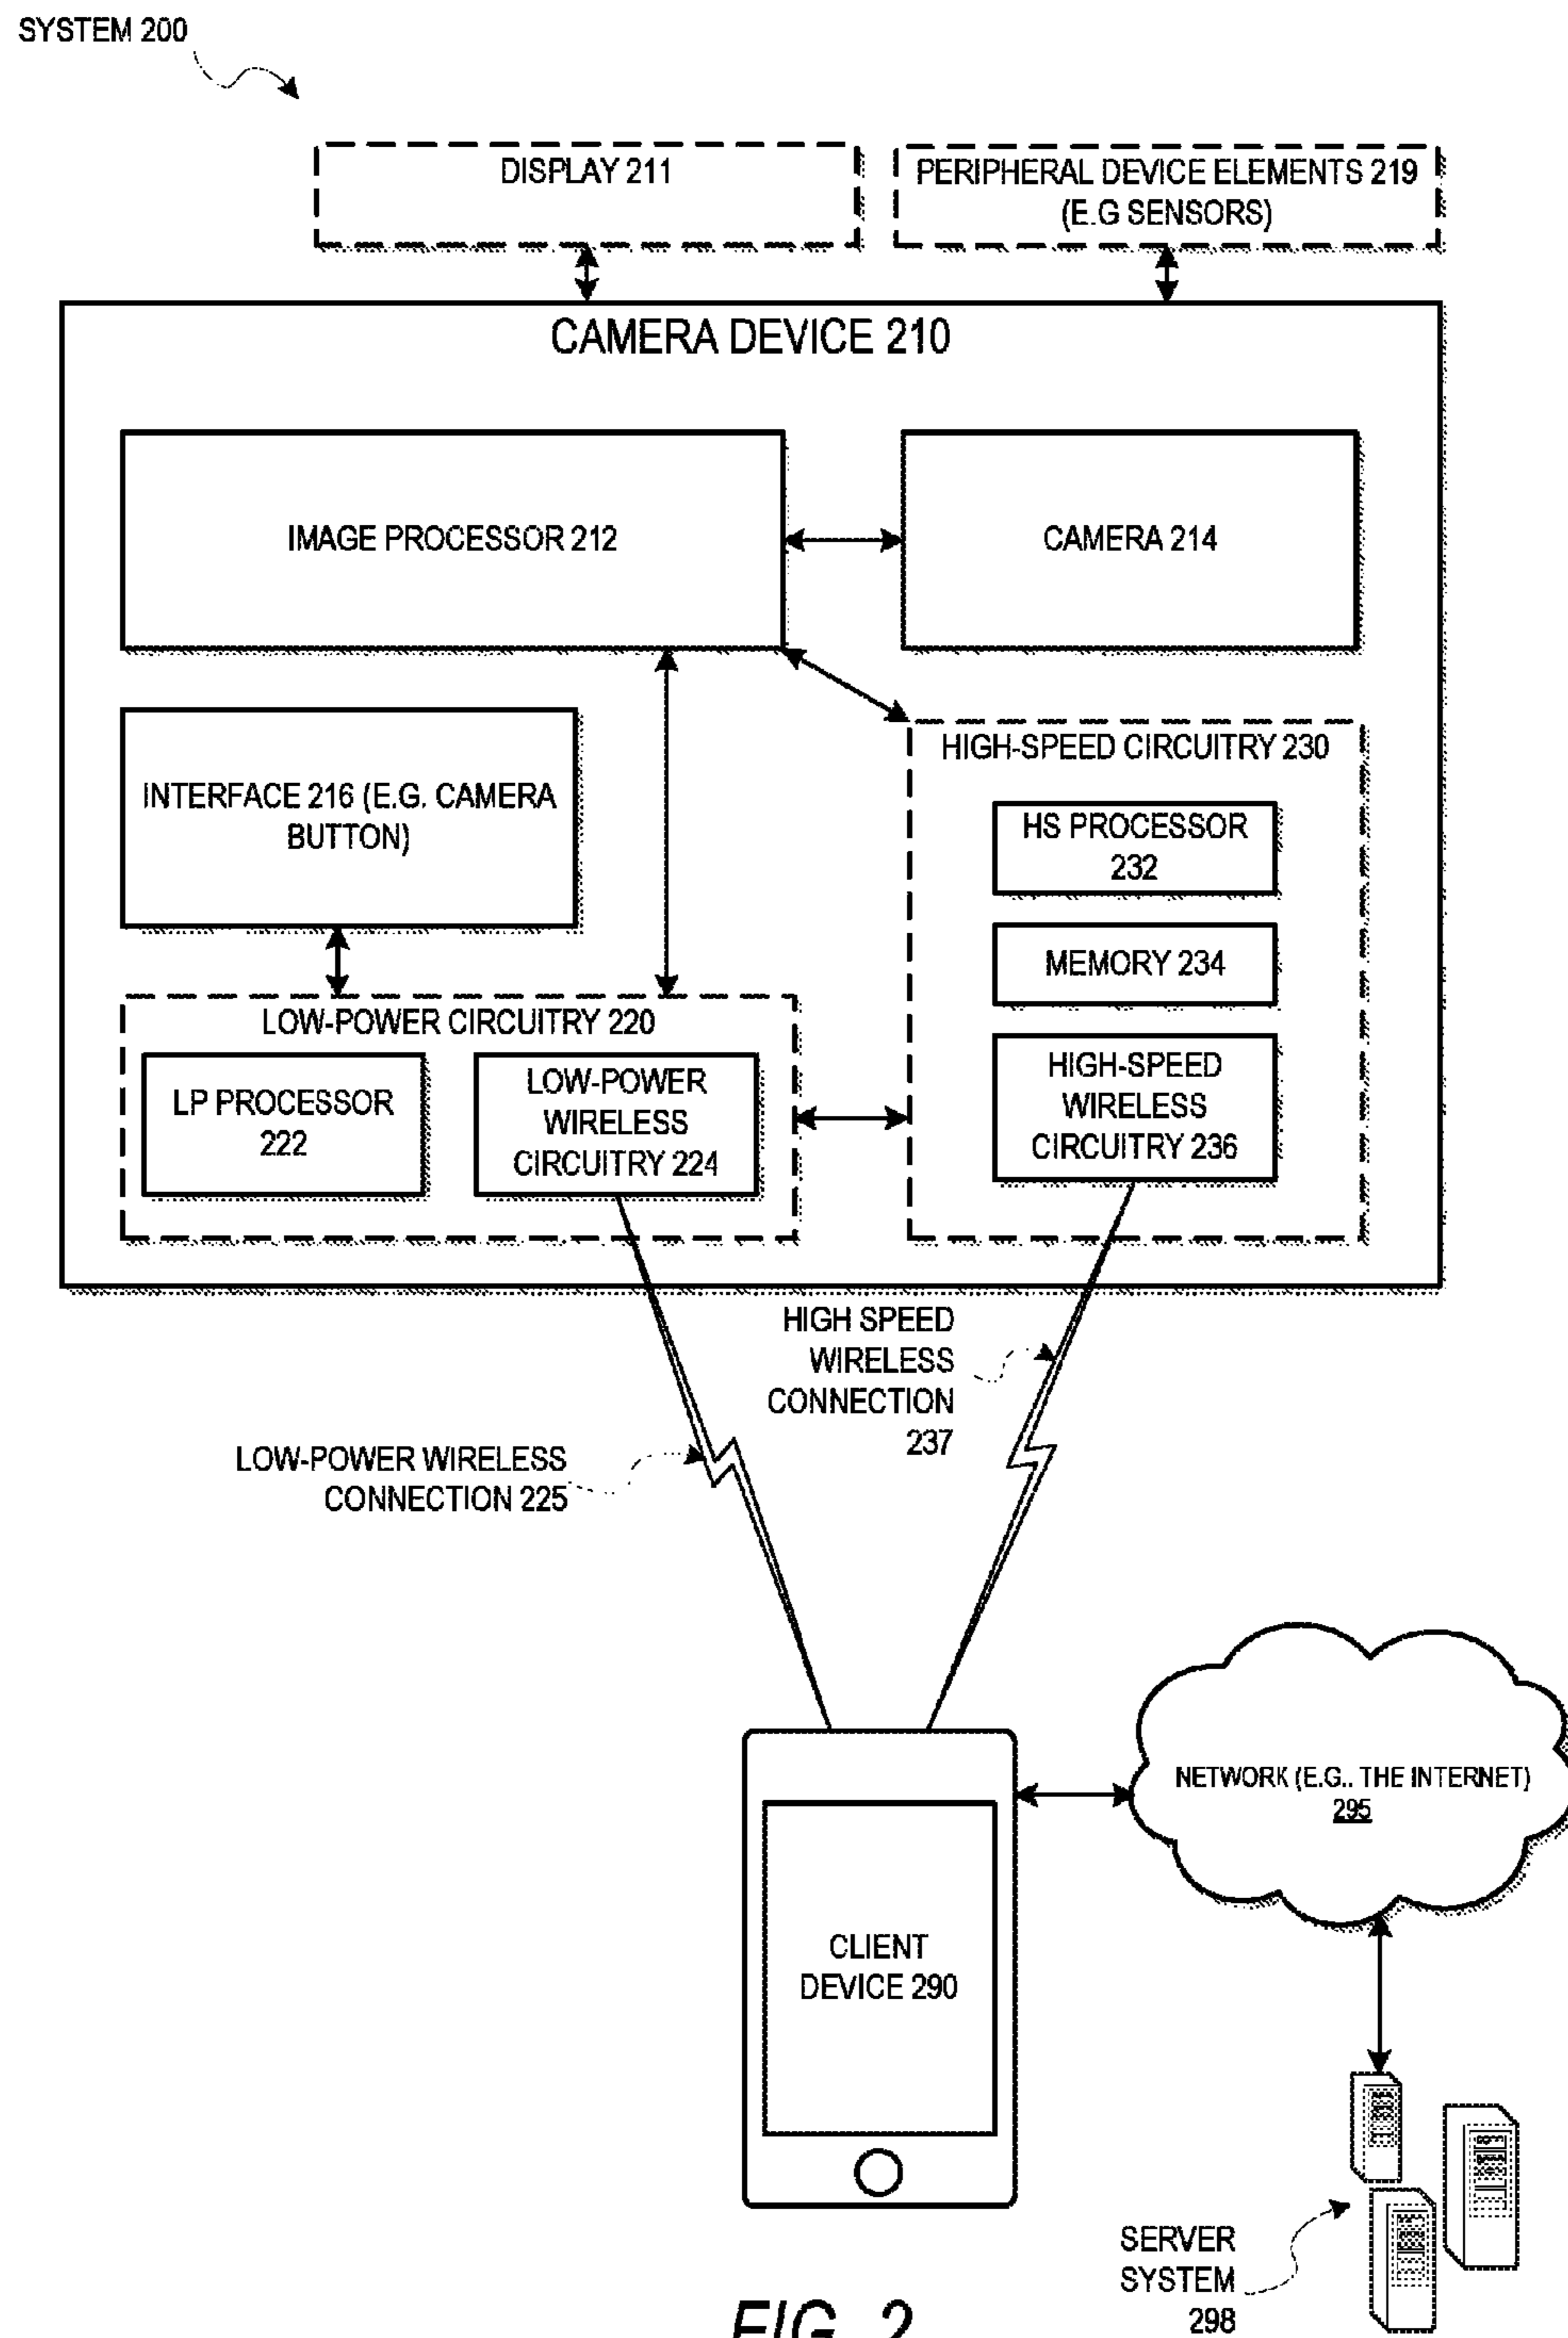 SYSTEM 200
DISPLAY 211
PERIPHERAL DEVICE ELEMENTS 219
(E.G SENSORS)
CAMERA DEVICE 210
IMAGE PROCESSOR 212
CAMERA 214
INTERFACE 216 (E.G. CAMERA
BUTTON)
HIGH-SPEED CIRCUITRY 230
HS PROCESSOR
232
MEMORY 234
HIGH-SPEED
WIRELESS
CIRCUITRY 236
LOW-POWER CIRCUITRY 220
LP PROCESSOR
222
LOW-POWER
WIRELESS
CIRCUITRY 224
HIGH SPEED
WIRELESS
CONNECTION
237
LOW-POWER WIRELESS
CONNECTION 225
NETWORK (E.G.. THE INTERNET)
295
CLIENT
DEVICE 290
SERVER
SYSTEM
298
FIG. 2